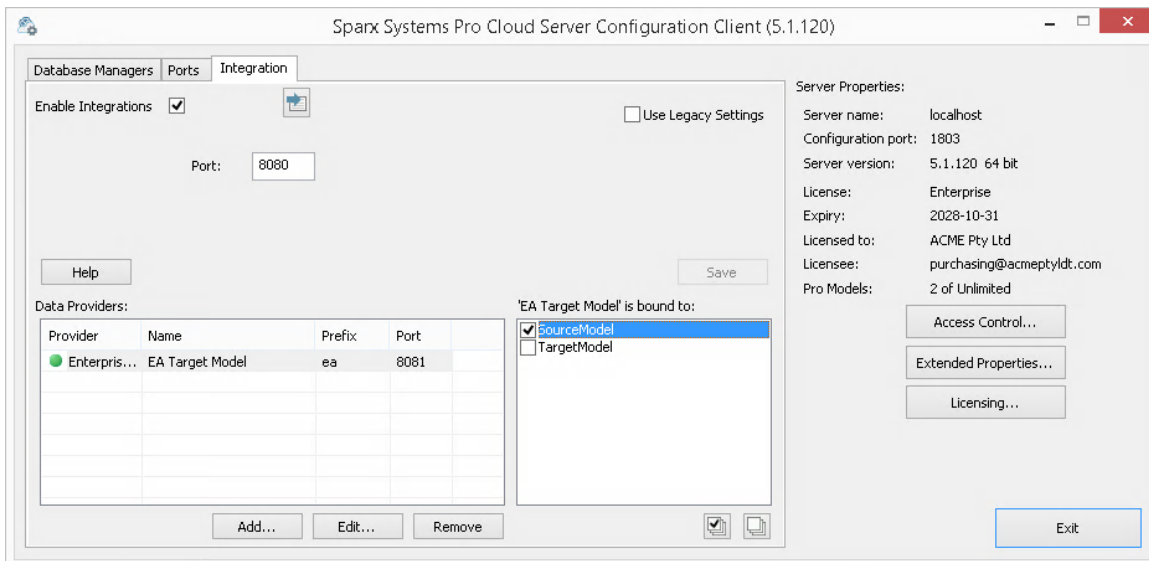 Sparx Systems Pro Cloud Server Configuration Client (5.1.120)
Database Managers
Ports
Integration
Enable Integrations
Use Legacy Settings
Port: 8080
Help
Save
Data Providers:
Provider Name Prefix Port
Enterpris... EA Target Model ea 8081
Add...
Edit...
Remove
'EA Target Model' is bound to:
SourceModel
TargetModel
Server Properties:
Server name: localhost
Configuration port: 1803
Server version: 5.1.120 64 bit
License: Enterprise
Expiry: 2028-10-31
Licensed to: ACME Pty Ltd
Licensee: purchasing@acmeptyldt.com
Pro Models: 2 of Unlimited
Access Control...
Extended Properties...
Licensing...
Exit